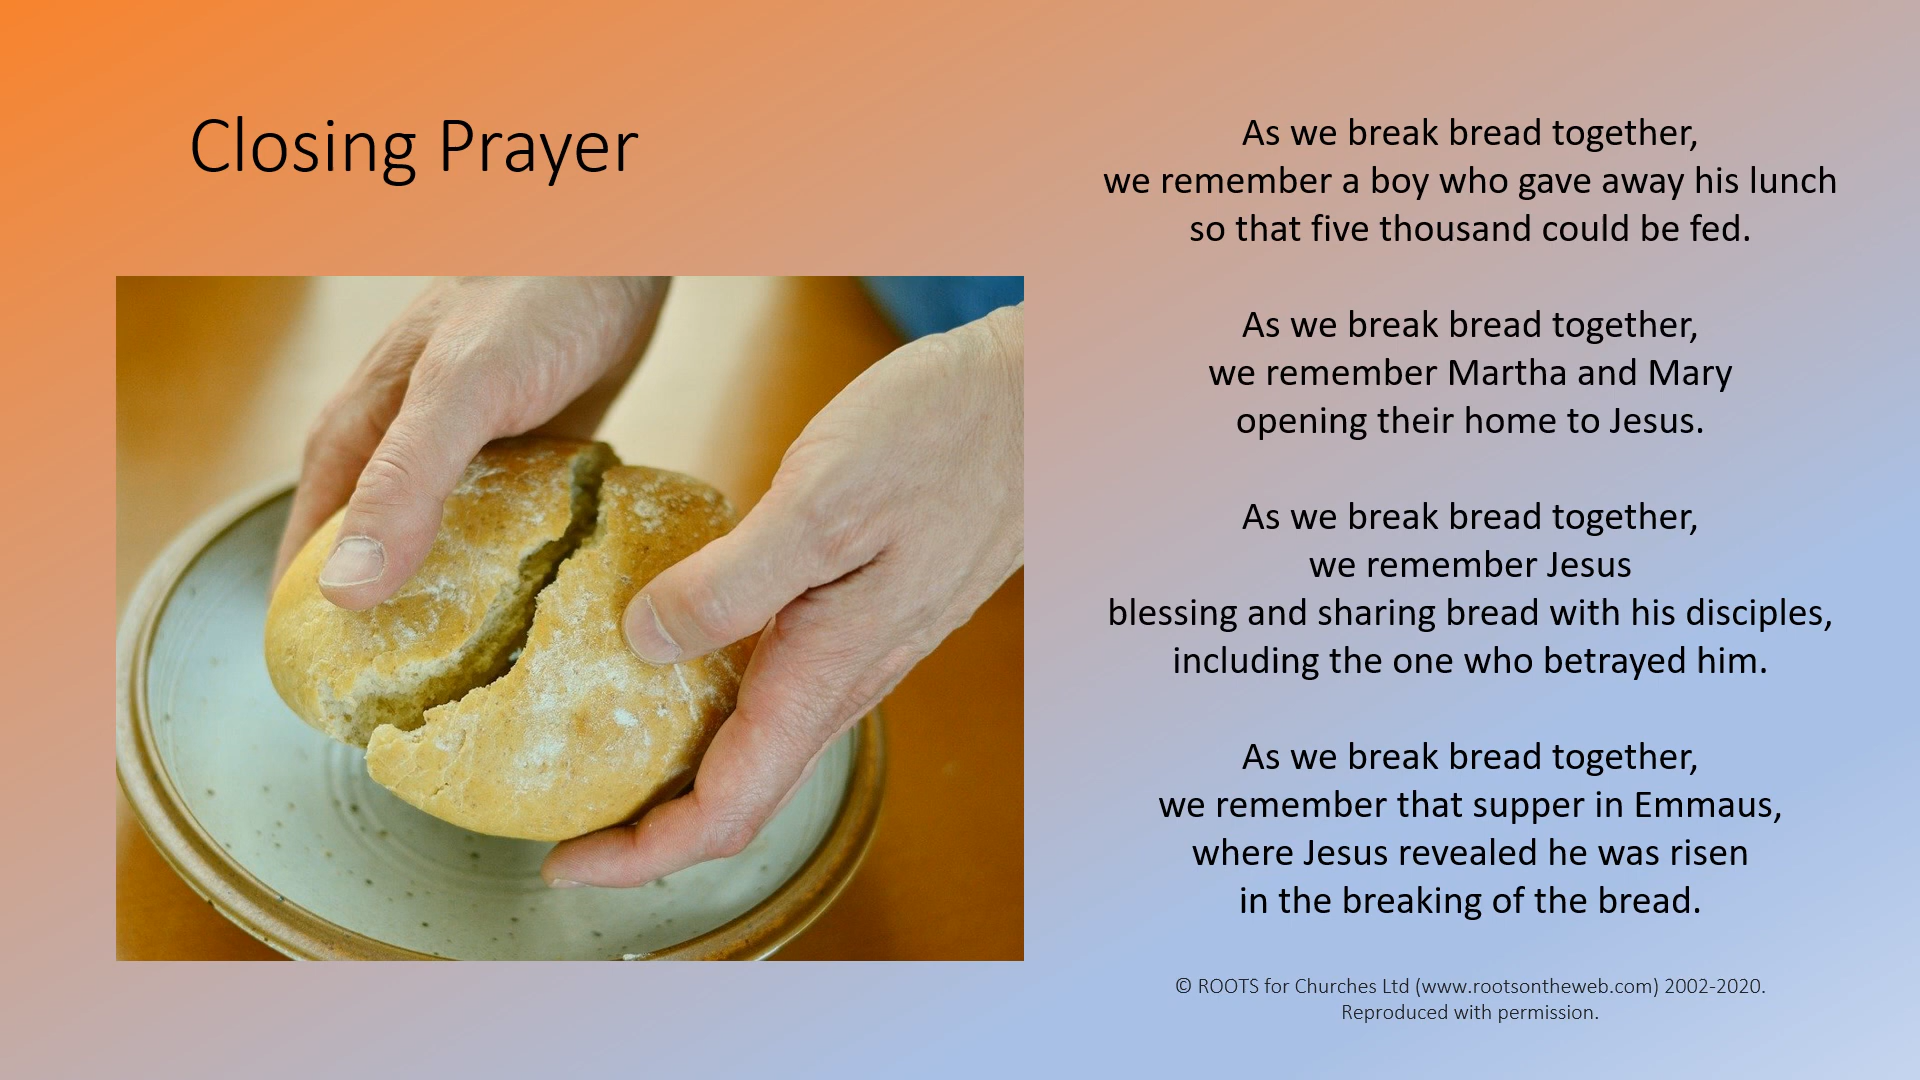 Closing Prayer
As we break bread together,
we remember a boy who gave away his lunch
so that five thousand could be fed.
As we break bread together,
we remember Martha and Mary
opening their home to Jesus.
As we break bread together,
we remember Jesus
blessing and sharing bread with his disciples,
including the one who betrayed him.
As we break bread together,
we remember that supper in Emmaus,
where Jesus revealed he was risen
in the breaking of the bread.
© ROOTS for Churches Ltd (www.rootsontheweb.com) 2002-2020.
Reproduced with permission.